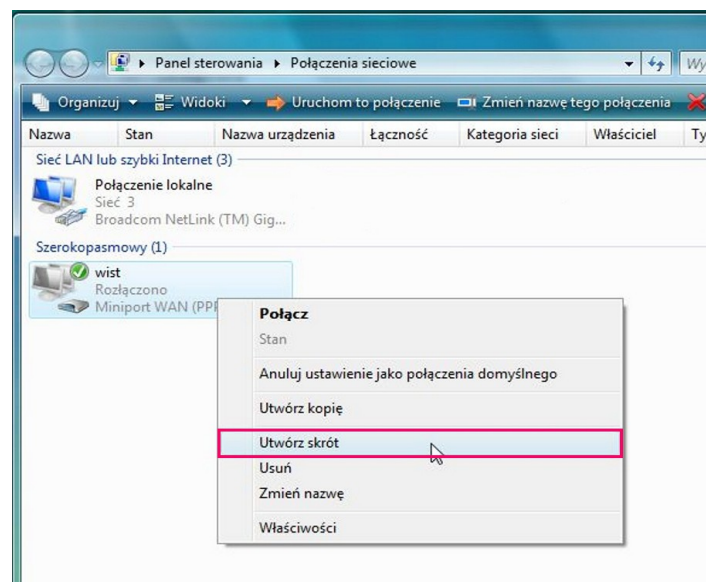 Panel sterowania ▸ Połączenia sieciowe
Organizuj Widoki Uruchom to połączenie Zmień nazwę tego połączenia
Nazwa Stan Nazwa urządzenia Łączność Kategoria sieci Właściciel
Sieć LAN lub szybki Internet (3)
Połączenie lokalne
Sieć 3
Broadcom NetLink (TM) Gig...
Szerokopasmowy (1)
wist
Rozłączono
Miniport WAN
Połącz
Stan
Anuluj ustawienie jako połączenia domyślnego
Utwórz kopię
Utwórz skrót
Usuń
Zmień nazwę
Właściwości